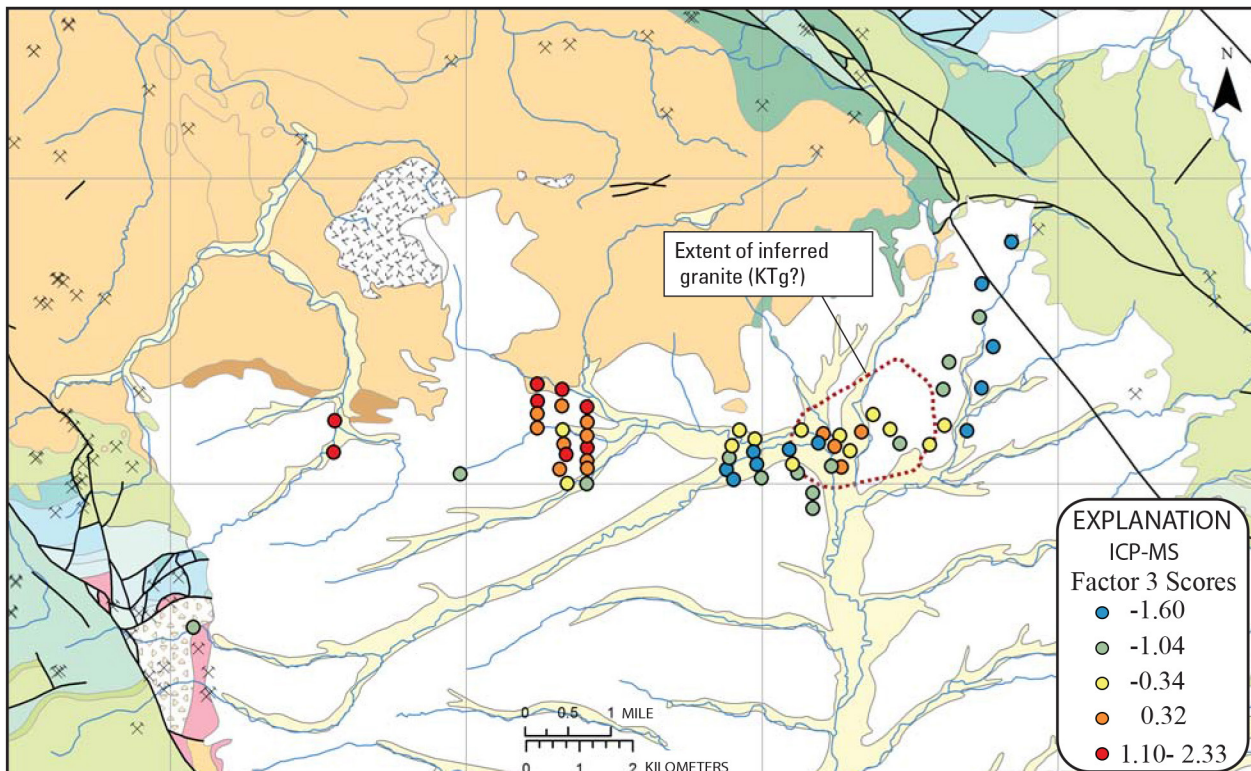 N
Extent of inferred
granite (KTg?)
EXPLANATION
ICP-MS
Factor 3 Scores
-1.60
-1.04
-0.34
0.32
1.10- 2.33
0 0.5 1 MILE
0 1 2 KILOMETERS